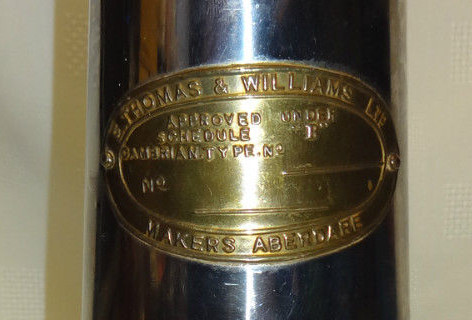 E. THOMAS & WILLIAMS LTD
APPROVED UNDER
SCHEDULE "B"
CAMBRIAN.TYPE.No
No
MAKERS ABERDARE